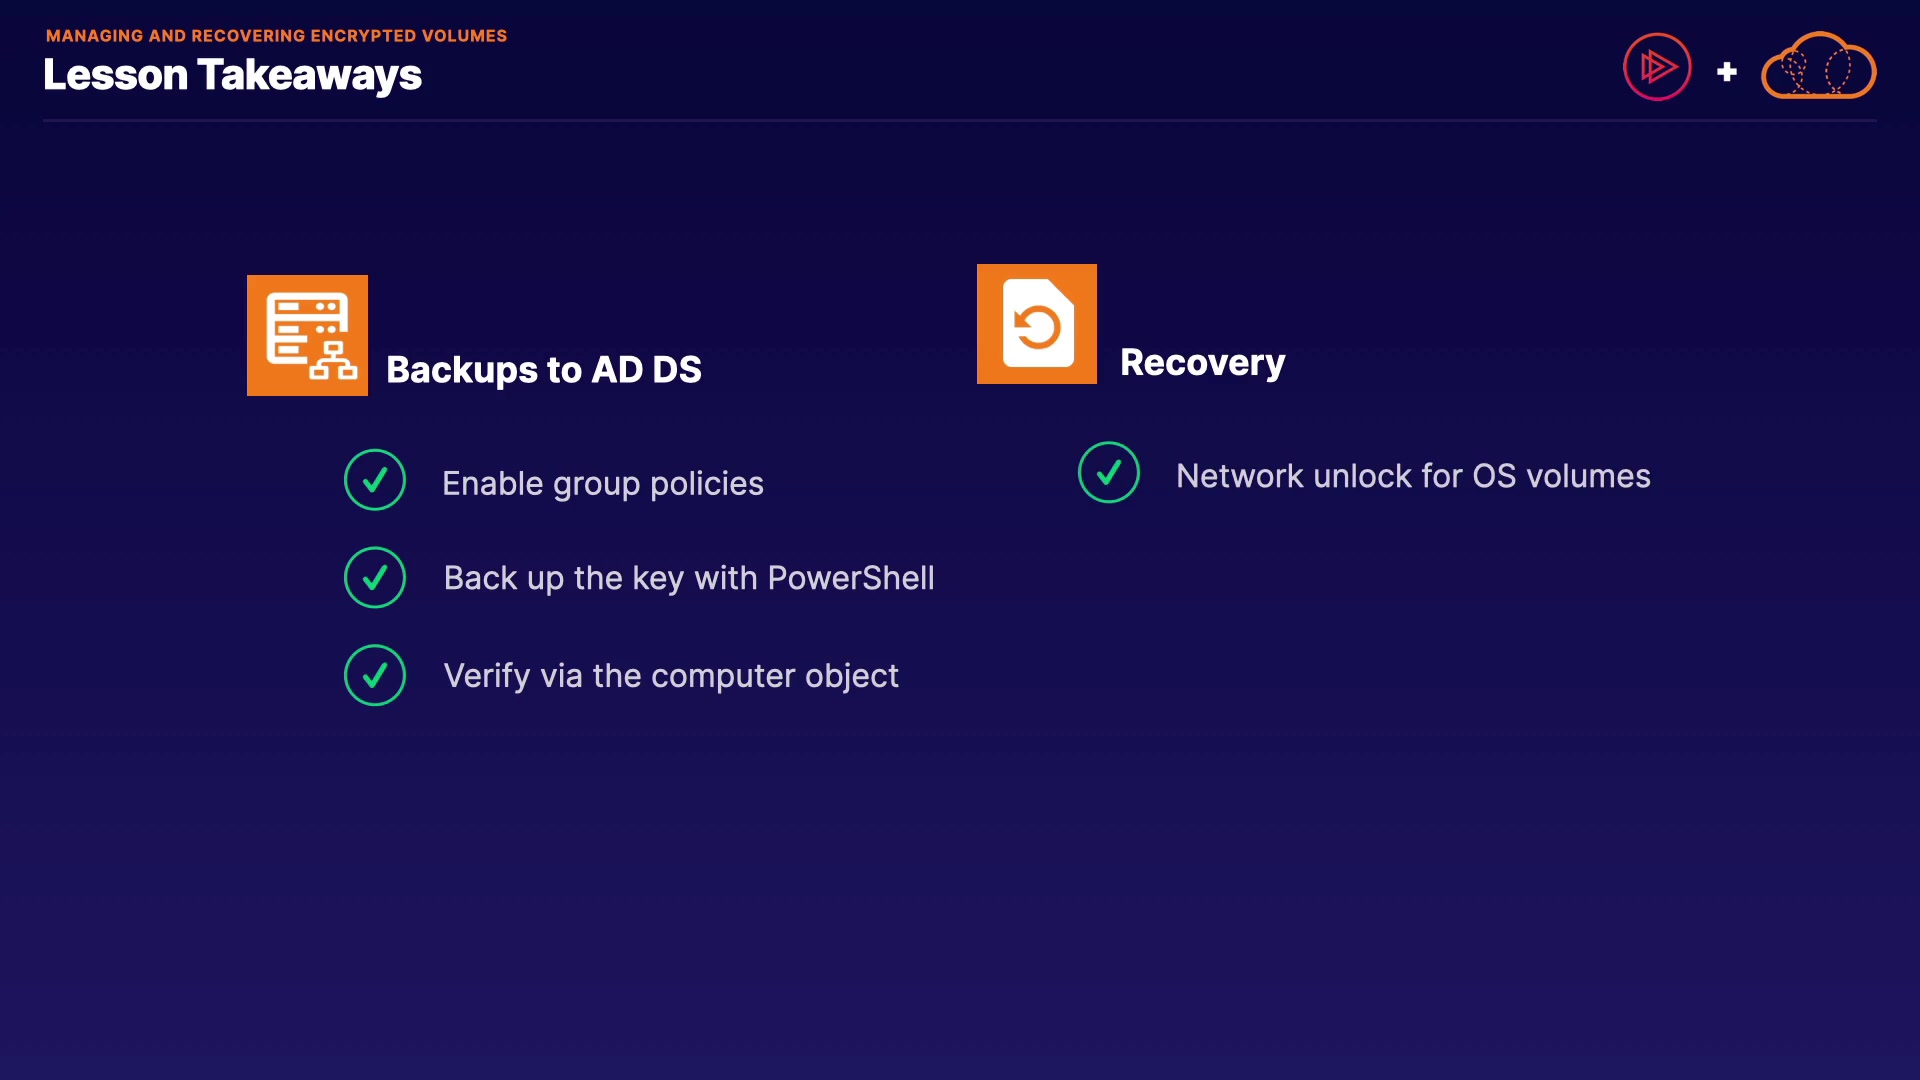 MANAGING AND RECOVERING ENCRYPTED VOLUMES
Lesson Takeaways
+
Backups to AD DS
Enable group policies
Back up the key with PowerShell
Verify via the computer object
Recovery
Network unlock for OS volumes